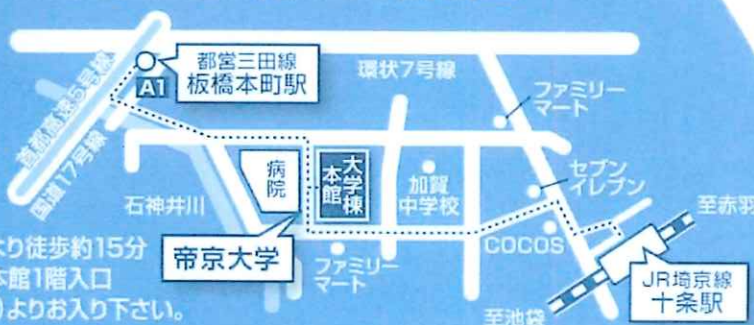 都営三田線
板橋本町駅
A1
環状7号線
首都高速5号線
国道17号線
ファミリー
マート
病院
大学棟
本館
加賀
中学校
セブン
イレブン
石神井川
至赤羽
帝京大学
ファミリー
マート
COCOS
JR埼京線
十条駅
至池袋
より徒歩約15分
本館1階入口
)よりお入り下さい。